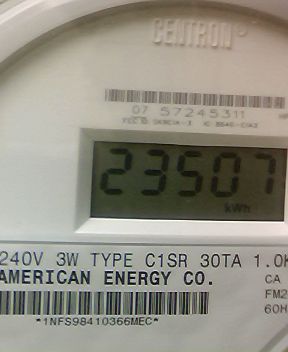 CENTRON®
07 57245311
23507
kWh
240V 3W TYPE C1SR 30TA 1.0K
AMERICAN ENERGY CO.
CA
FM2
60H
*1NFS98410366MEC*